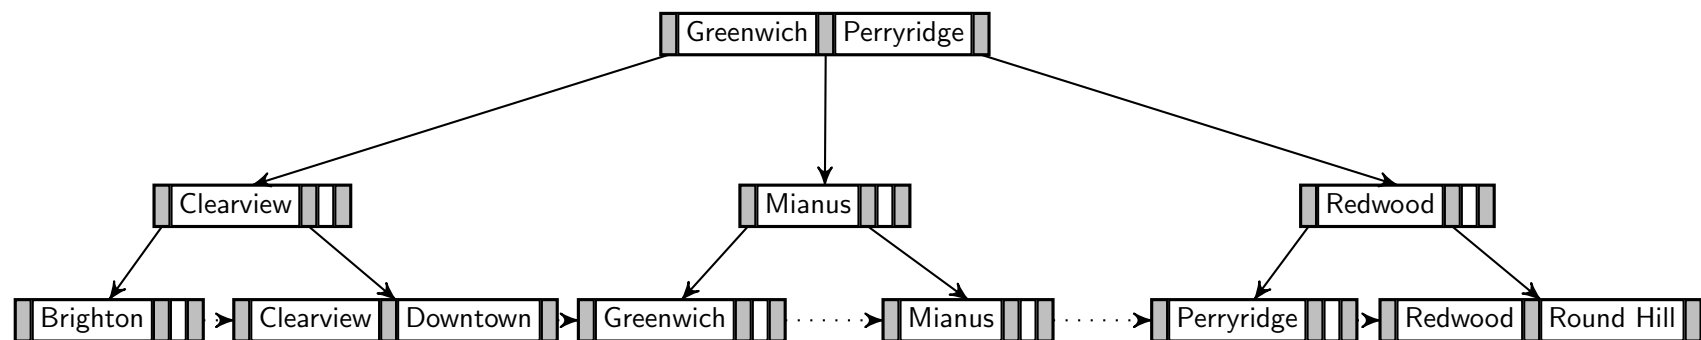 Greenwich Perryridge
Clearview Mianus Redwood
Brighton Clearview Downtown Greenwich Mianus Perryridge Redwood Round Hill